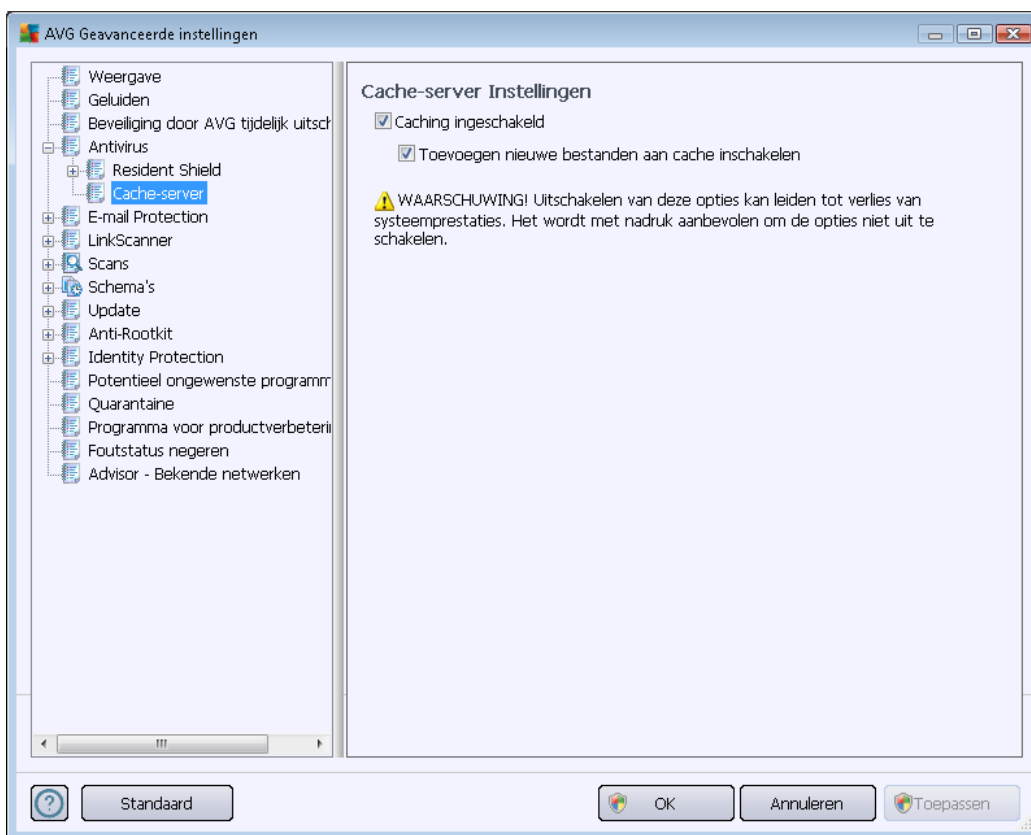 AVG Geavanceerde instellingen
Weergave
Geluiden
Beveiliging door AVG tijdelijk uitsch
Antivirus
Resident Shield
Cache-server
E-mail Protection
LinkScanner
Scans
Schema's
Update
Anti-Rootkit
Identity Protection
Potentieel ongewenste programm
Quarantaine
Programma voor productverbeterin
Foutstatus negeren
Advisor - Bekende netwerken
Cache-server Instellingen
Caching ingeschakeld
Toevoegen nieuwe bestanden aan cache inschakelen
WAARSCHUWING! Uitschakelen van deze opties kan leiden tot verlies van
systeemprestaties. Het wordt met nadruk aanbevolen om de opties niet uit te
schakelen.
Standaard
OK
Annuleren
Toepassen